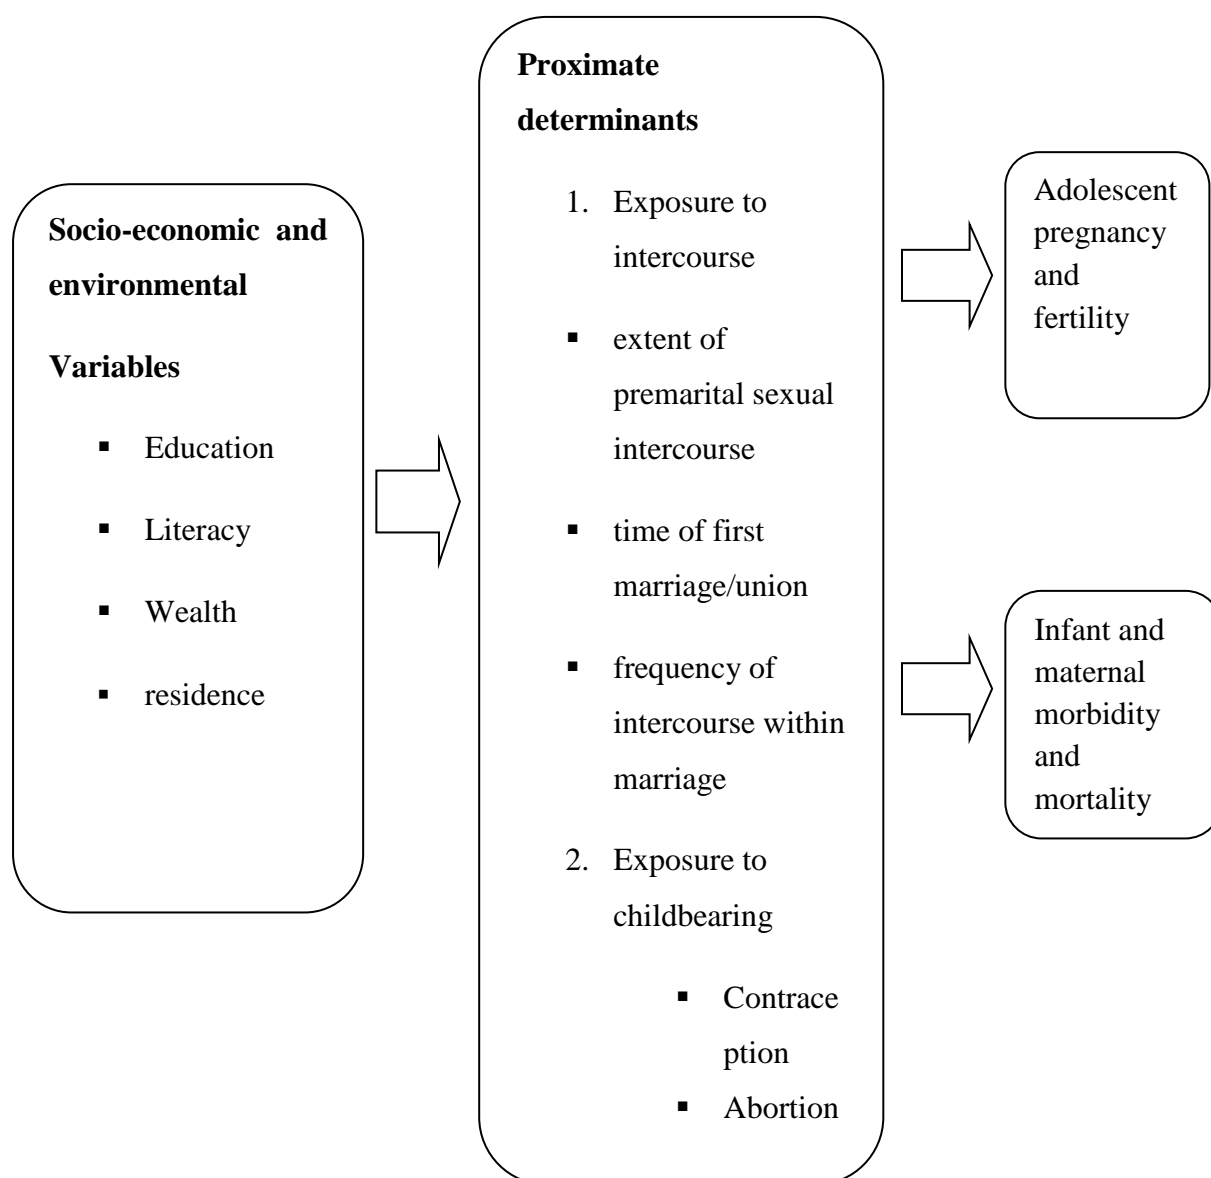 Socio-economic and
environmental
Variables
▪ Education
▪ Literacy
▪ Wealth
▪ residence
Proximate
determinants
1. Exposure to
intercourse
▪ extent of
premarital sexual
intercourse
▪ time of first
marriage/union
▪ frequency of
intercourse within
marriage
2. Exposure to
childbearing
▪ Contrace
ption
▪ Abortion
Adolescent
pregnancy
and
fertility
Infant and
maternal
morbidity
and
mortality